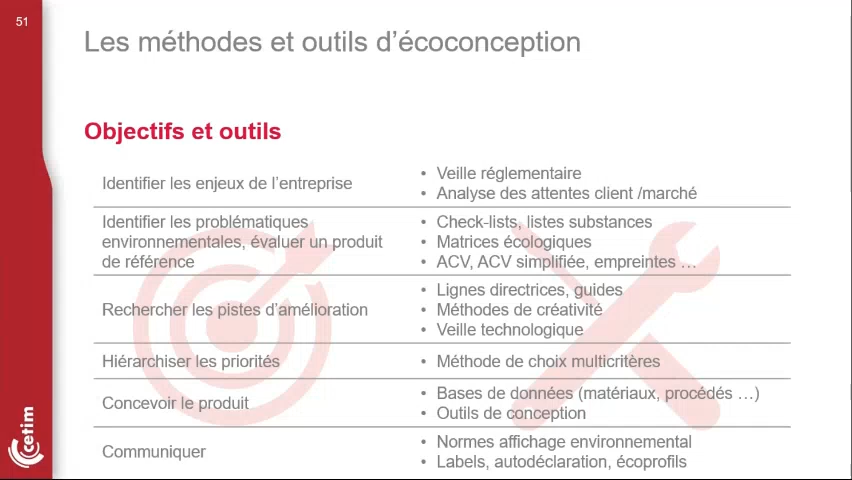 51
Les méthodes et outils d'écoconception
Objectifs et outils
Identifier les enjeux de l'entreprise
• Veille réglementaire
• Analyse des attentes client /marché
Identifier les problématiques
environnementales, évaluer un produit
de référence
• Check-lists, listes substances
• Matrices écologiques
• ACV, ACV simplifiée, empreintes …
Rechercher les pistes d'amélioration
• Lignes directrices, guides
• Méthodes de créativité
• Veille technologique
Hiérarchiser les priorités
• Méthode de choix multicritères
Concevoir le produit
• Bases de données (matériaux, procédés …)
• Outils de conception
Communiquer
• Normes affichage environnemental
• Labels, autodéclaration, écoprofils
cetim